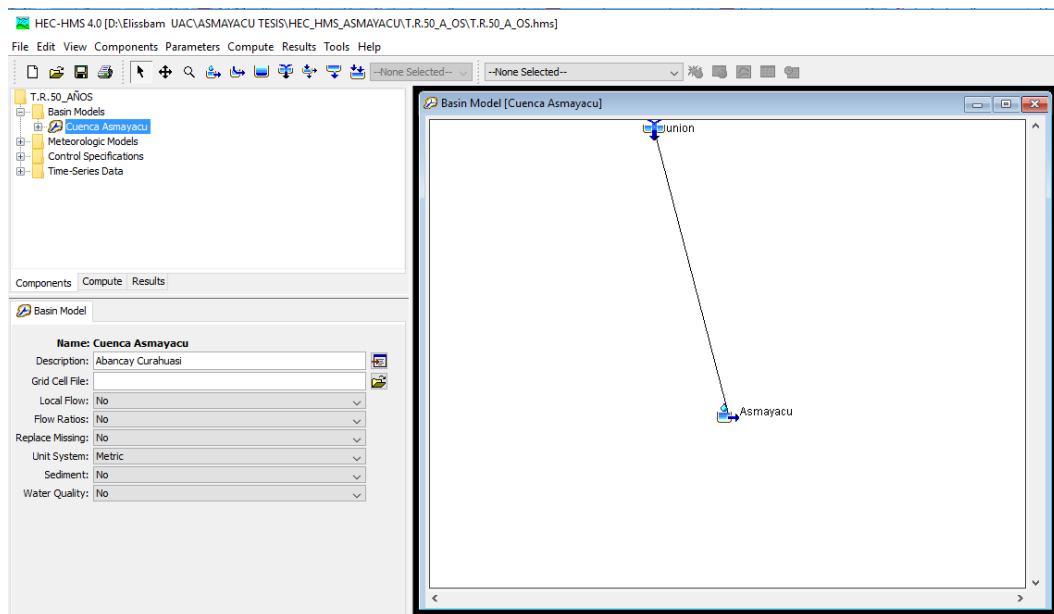 HEC-HMS 4.0 [D:\Elissbam UAC\ASMAYACU TESIS\HEC_HMS_ASMAYACU\T.R.50_A_OS\T.R.50_A_OS.hms]
File Edit View Components Parameters Compute Results Tools Help
--None Selected-- --None Selected--
T.R.50_AÑOS
Basin Models
Cuenca Asmayacu
Meteorologic Models
Control Specifications
Time-Series Data
Components Compute Results
Basin Model
Name: Cuenca Asmayacu
Description: Abancay Curahuasi
Grid Cell File:
Local Flow: No
Flow Ratios: No
Replace Missing: No
Unit System: Metric
Sediment: No
Water Quality: No
Basin Model [Cuenca Asmayacu]
union
Asmayacu